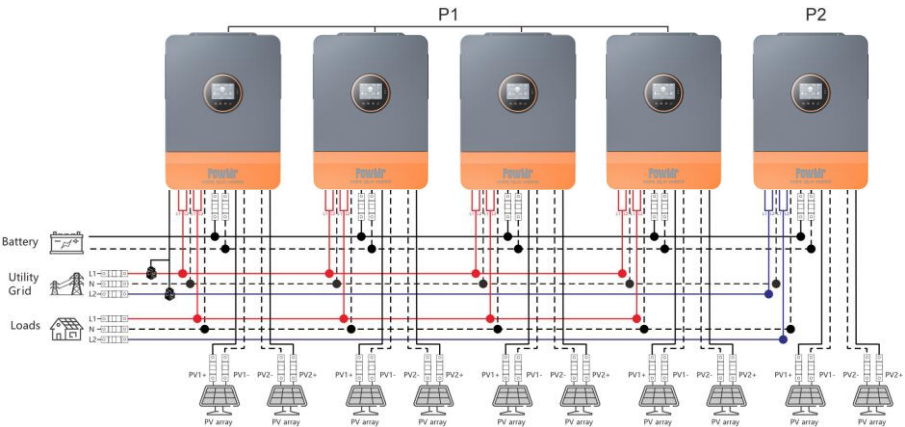 P1 P2
PowMr PowMr PowMr PowMr PowMr
Battery
Utility
Grid
L1
N
L2
Loads
L1
N
L2
PV1+ PV1- PV2- PV2+ PV1+ PV1- PV2- PV2+ PV1+ PV1- PV2- PV2+ PV1+ PV1- PV2- PV2+ PV1+ PV1- PV2- PV2+
PV array PV array PV array PV array PV array PV array PV array PV array PV array PV array